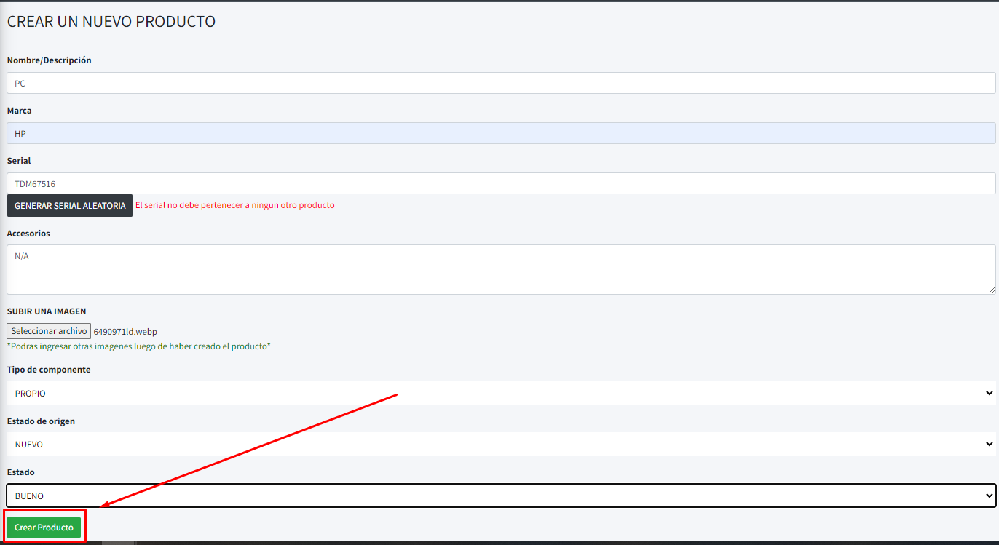 CREAR UN NUEVO PRODUCTO
Nombre/Descripción
PC
Marca
HP
Serial
TDM67516
GENERAR SERIAL ALEATORIA El serial no debe pertenecer a ningun otro producto
Accesorios
N/A
SUBIR UNA IMAGEN
Seleccionar archivo 6490971ld.webp
*Podras ingresar otras imagenes luego de haber creado el producto*
Tipo de componente
PROPIO
Estado de origen
NUEVO
Estado
BUENO
Crear Producto